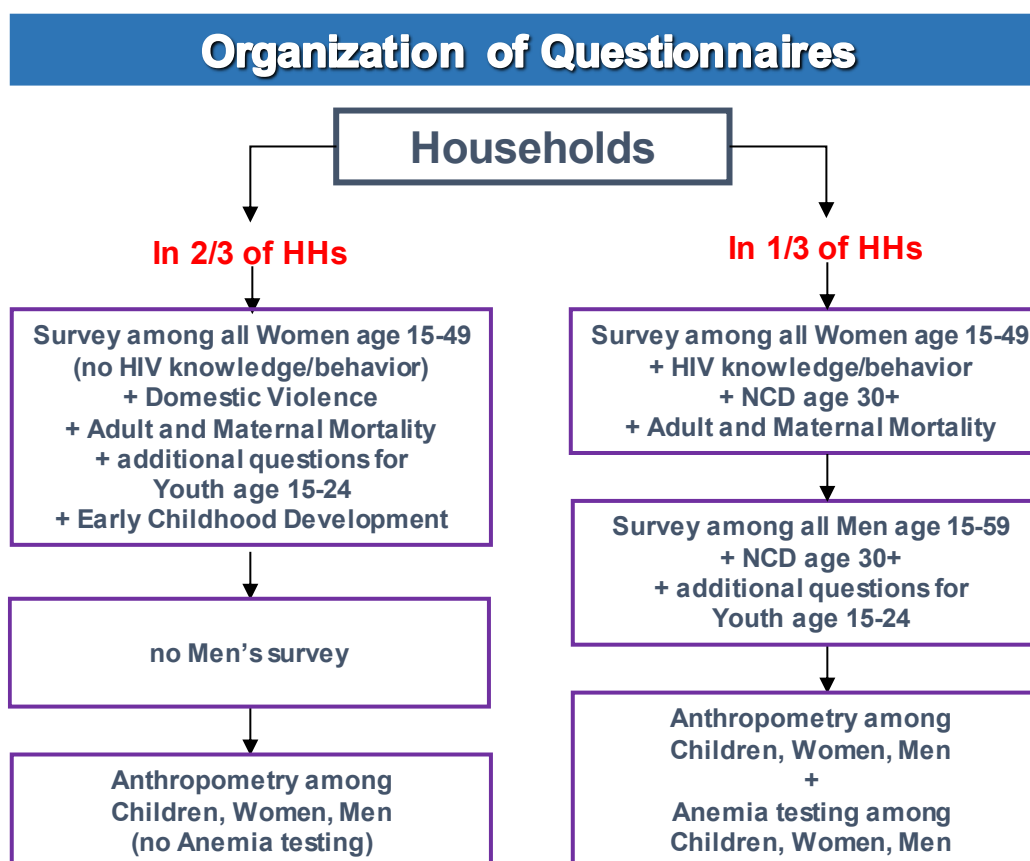 Organization of Questionnaires
Households
In 2/3 of HHs
Survey among all Women age 15-49
(no HIV knowledge/behavior)
+ Domestic Violence
+ Adult and Maternal Mortality
+ additional questions for
Youth age 15-24
+ Early Childhood Development
no Men's survey
Anthropometry among
Children, Women, Men
(no Anemia testing)
In 1/3 of HHs
Survey among all Women age 15-49
+ HIV knowledge/behavior
+ NCD age 30+
+ Adult and Maternal Mortality
Survey among all Men age 15-59
+ NCD age 30+
+ additional questions for
Youth age 15-24
Anthropometry among
Children, Women, Men
+
Anemia testing among
Children, Women, Men